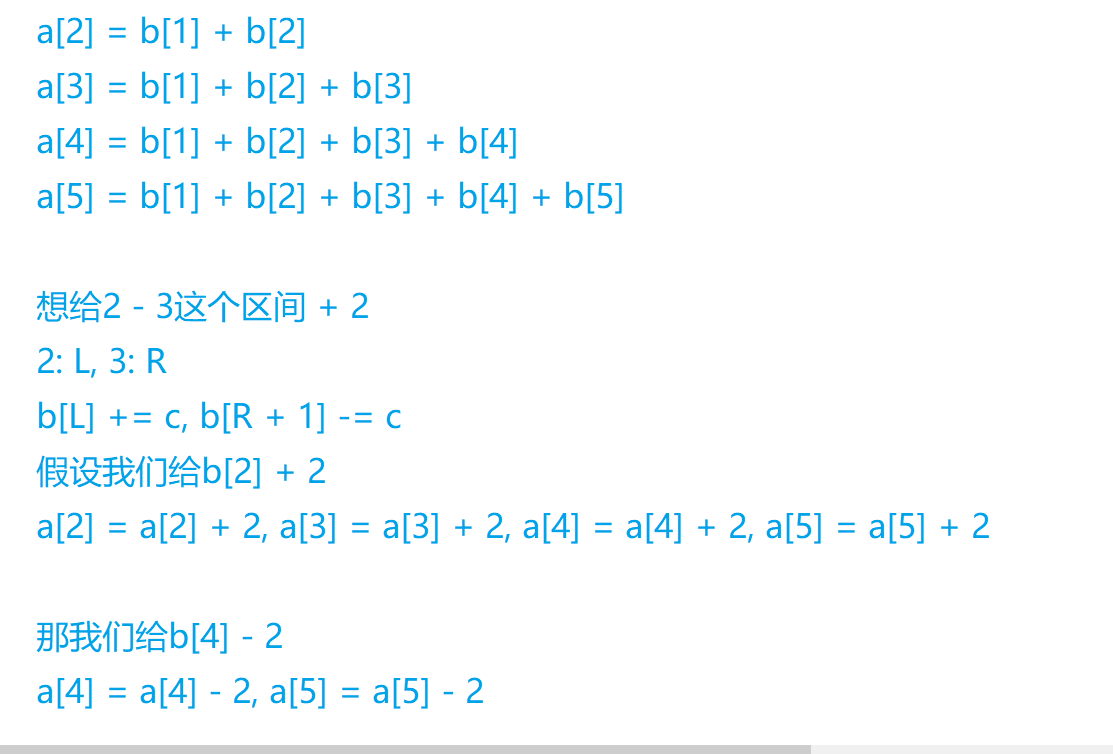 a[2] = b[1] + b[2]
a[3] = b[1] + b[2] + b[3]
a[4] = b[1] + b[2] + b[3] + b[4]
a[5] = b[1] + b[2] + b[3] + b[4] + b[5]
想给2 - 3这个区间 + 2
2: L, 3: R
b[L] += c, b[R + 1] -= c
假设我们给b[2] + 2
a[2] = a[2] + 2, a[3] = a[3] + 2, a[4] = a[4] + 2, a[5] = a[5] + 2
那我们给b[4] - 2
a[4] = a[4] - 2, a[5] = a[5] - 2